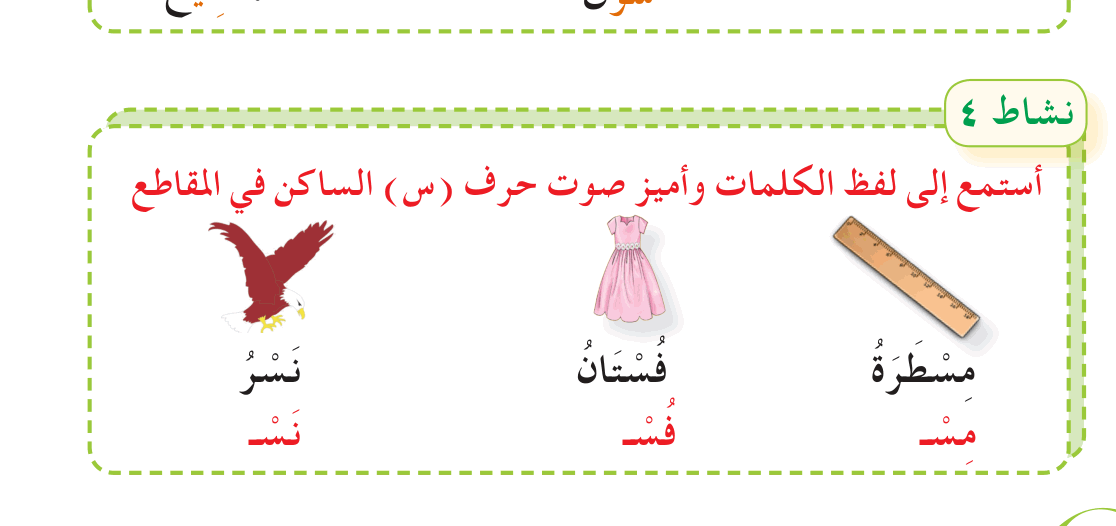 نشاط ٤
أستمع إلى لفظ الكلمات وأميز صوت حرف (س) الساكن في المقاطع
مِسْطَرَةُ فُسْتَانُ نَسْرُ
مِسْـ فُسْـ نَسْـ